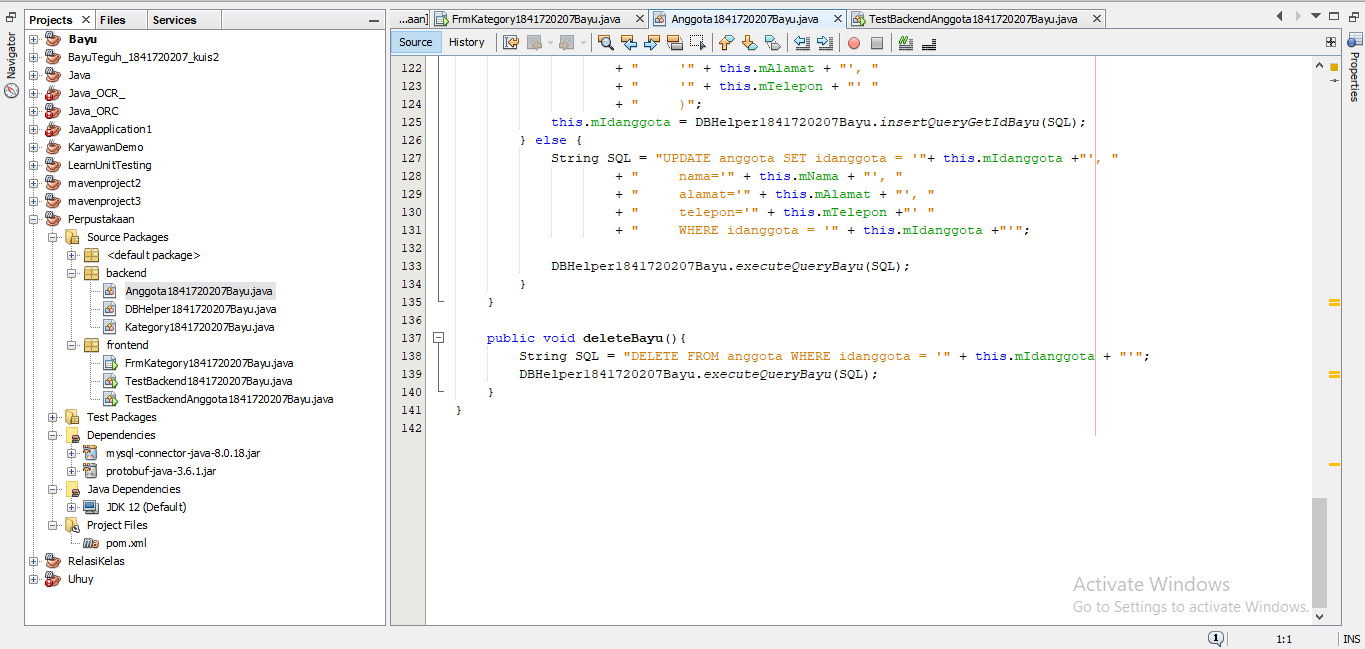 Projects
Files
Services
...aan]
FrmKategory1841720207Bayu.java
Anggota1841720207Bayu.java
TestBackendAnggota1841720207Bayu.java
Source
History
Navigator
Properties
Bayu
BayuTeguh_1841720207_kuis2
Java
Java_OCR_
Java_ORC
JavaApplication1
KaryawanDemo
LearnUnitTesting
mavenproject2
mavenproject3
Perpustakaan
Source Packages
<default package>
backend
Anggota1841720207Bayu.java
DBHelper1841720207Bayu.java
Kategory1841720207Bayu.java
frontend
FrmKategory1841720207Bayu.java
TestBackend1841720207Bayu.java
TestBackendAnggota1841720207Bayu.java
Test Packages
Dependencies
mysql-connector-java-8.0.18.jar
protobuf-java-3.6.1.jar
Java Dependencies
JDK 12 (Default)
Project Files
pom.xml
RelasiKelas
Uhuy
122 + "     '" + this.mAlamat + "', "
123 + "     '" + this.mTelepon + "' "
124 + "     )";
125 this.mIdanggota = DBHelper1841720207Bayu.insertQueryGetIdBayu(SQL);
126 } else {
127 String SQL = "UPDATE anggota SET idanggota = '"+ this.mIdanggota +"', "
128 + "     nama='" + this.mNama + "', "
129 + "     alamat='" + this.mAlamat + "', "
130 + "     telepon='" + this.mTelepon +"' "
131 + "     WHERE idanggota = '" + this.mIdanggota +"'";
132
133 DBHelper1841720207Bayu.executeQueryBayu(SQL);
134 }
135 }
136
137 public void deleteBayu(){
138 String SQL = "DELETE FROM anggota WHERE idanggota = '" + this.mIdanggota + "'";
139 DBHelper1841720207Bayu.executeQueryBayu(SQL);
140 }
141 }
142
Activate Windows
Go to Settings to activate Windows.
1
1:1
INS